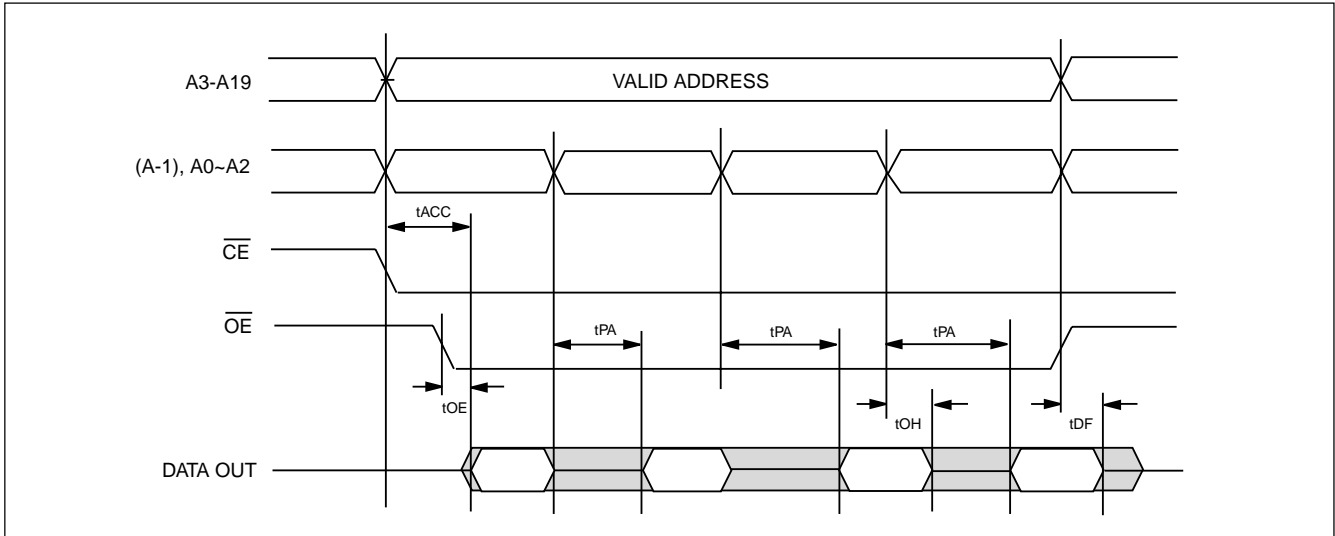 A3-A19
VALID ADDRESS
(A-1), A0~A2
tACC
CE
OE
tPA
tPA
tPA
tOE
tOH
tDF
DATA OUT